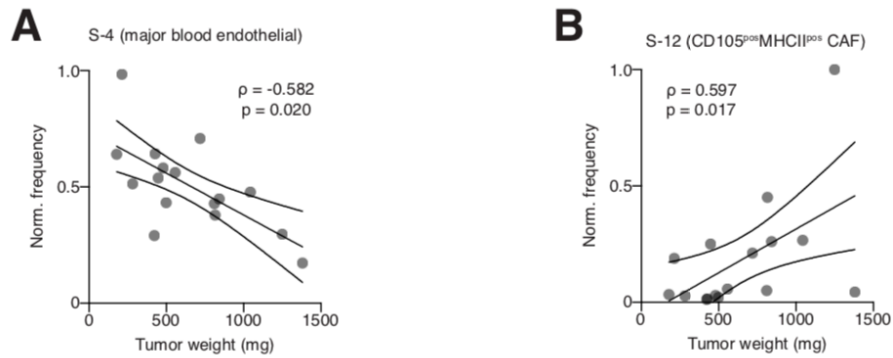 A
S-4 (major blood endothelial)
1.0
ρ = -0.582
p = 0.020
Norm. frequency
0.5
0
0 500 1000 1500
Tumor weight (mg)
B
S-12 (CD105ᵖᵒˢMHCIIᵖᵒˢ CAF)
1.0
ρ = 0.597
p = 0.017
Norm. frequency
0.5
0
0 500 1000 1500
Tumor weight (mg)